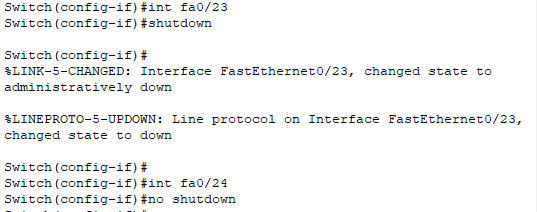 Switch(config-if)#int fa0/23
Switch(config-if)#shutdown
Switch(config-if)#
%LINK-5-CHANGED: Interface FastEthernet0/23, changed state to
administratively down
%LINEPROTO-5-UPDOWN: Line protocol on Interface FastEthernet0/23,
changed state to down
Switch(config-if)#
Switch(config-if)#int fa0/24
Switch(config-if)#no shutdown